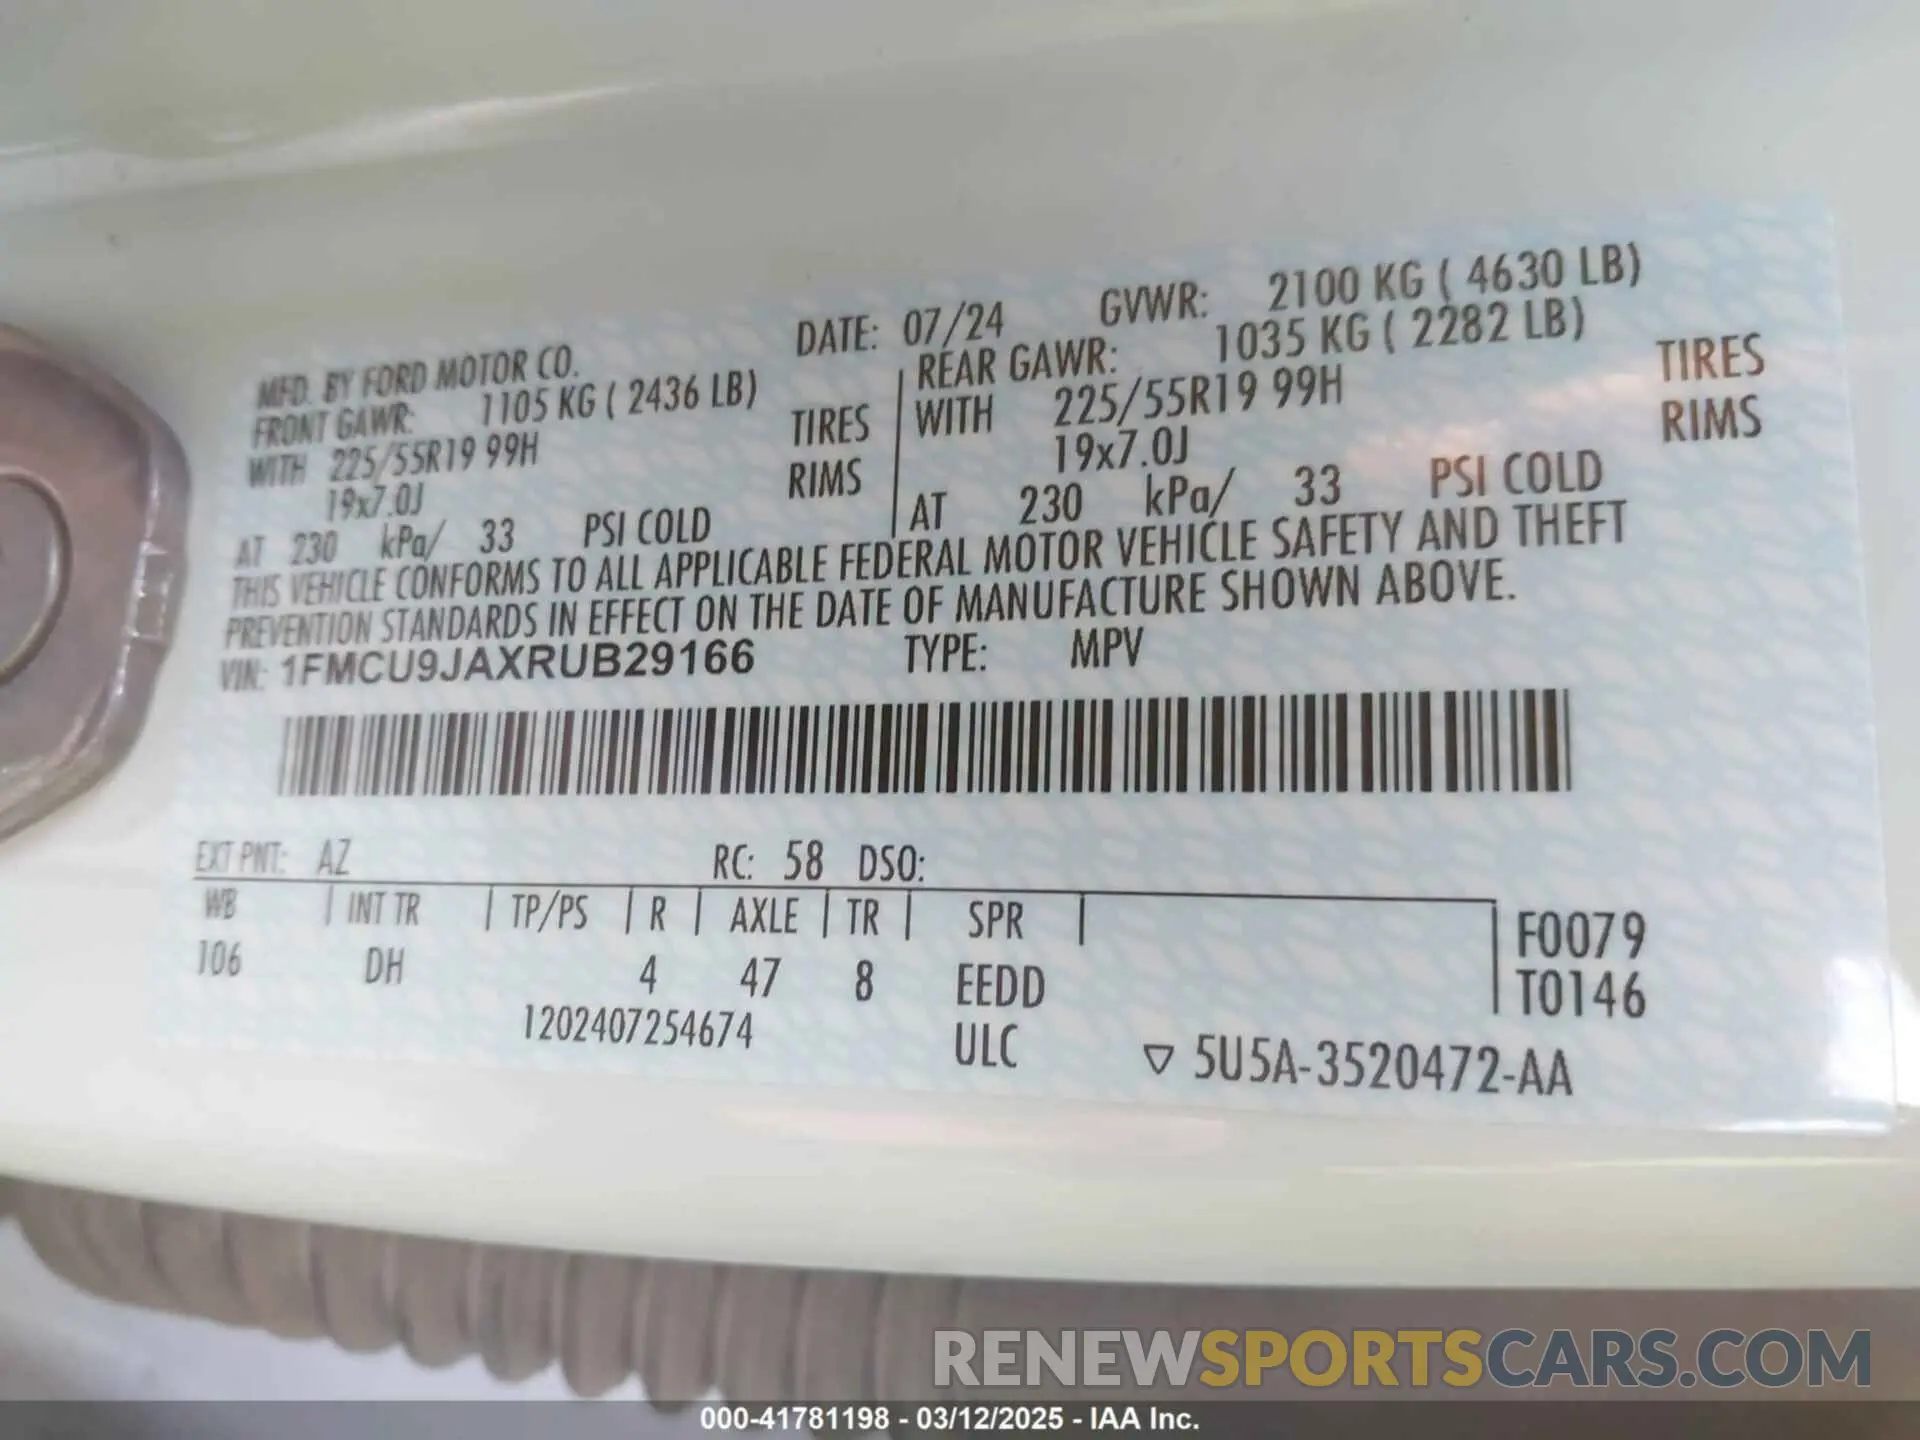 MFD. BY FORD MOTOR CO. DATE: 07/24 GVWR: 2100 KG ( 4630 LB)
FRONT GAWR: 1105 KG ( 2436 LB) REAR GAWR: 1035 KG ( 2282 LB)
WITH 225/55R19 99H TIRES WITH 225/55R19 99H TIRES
19x7.0J RIMS 19x7.0J RIMS
AT 230 kPa/ 33 PSI COLD AT 230 kPa/ 33 PSI COLD
THIS VEHICLE CONFORMS TO ALL APPLICABLE FEDERAL MOTOR VEHICLE SAFETY AND THEFT
PREVENTION STANDARDS IN EFFECT ON THE DATE OF MANUFACTURE SHOWN ABOVE.
VIN: 1FMCU9JAXRUB29166 TYPE: MPV
EXT PNT: AZ RC: 58 DSO:
WB INT TR TP/PS R AXLE TR SPR F0079
106 DH 4 47 8 EEDD T0146
1202407254674 ULC ▽ 5U5A-3520472-AA
RENEWSPORTSCARS.COM
000-41781198 - 03/12/2025 - IAA Inc.